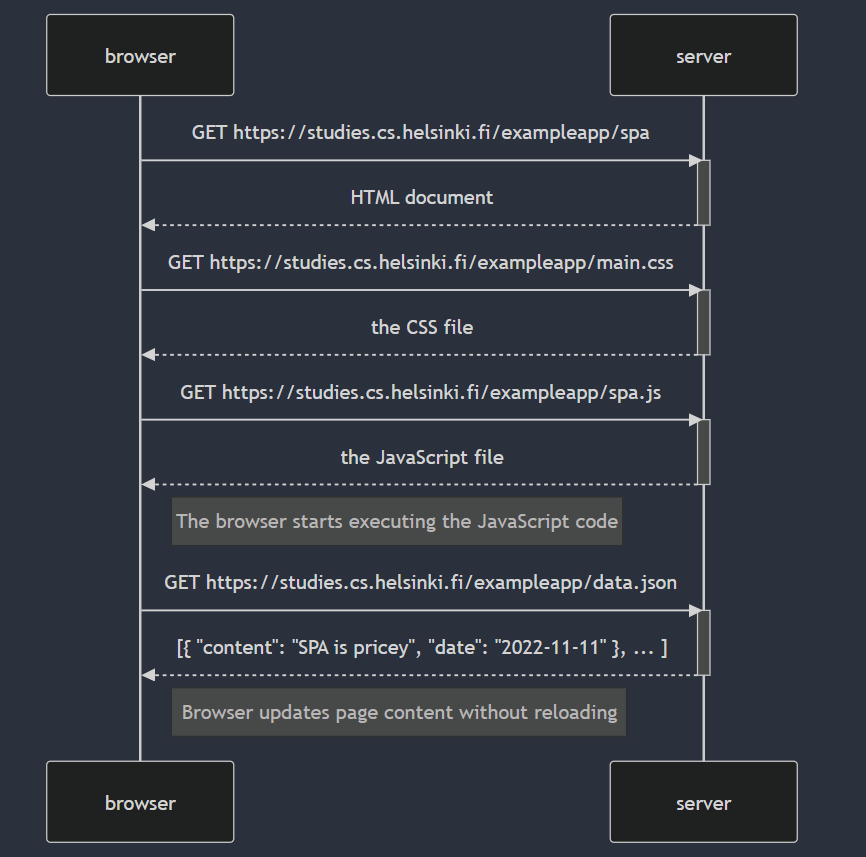 browser
server
GET https://studies.cs.helsinki.fi/exampleapp/spa
HTML document
GET https://studies.cs.helsinki.fi/exampleapp/main.css
the CSS file
GET https://studies.cs.helsinki.fi/exampleapp/spa.js
the JavaScript file
The browser starts executing the JavaScript code
GET https://studies.cs.helsinki.fi/exampleapp/data.json
[{ "content": "SPA is pricey", "date": "2022-11-11" }, ... ]
Browser updates page content without reloading
browser
server